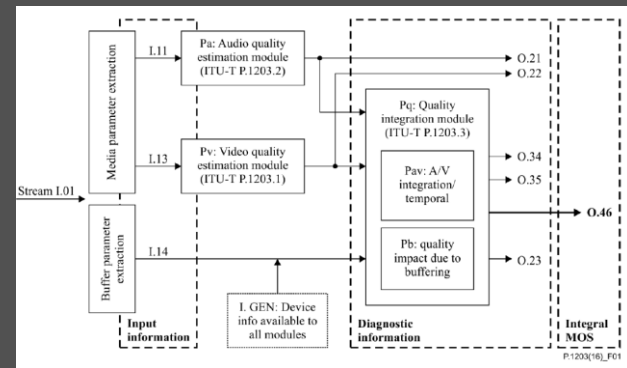 I.11
Pa: Audio quality
estimation module
(ITU-T P.1203.2)
O.21
O.22
Media parameter extraction
Pq: Quality
integration module
(ITU-T P.1203.3)
I.13
Pv: Video quality
estimation module
(ITU-T P.1203.1)
O.34
Pav: A/V
integration/
temporal
O.35
Stream I.01
O.46
Buffer parameter
extraction
I.14
Pb: quality
impact due to
buffering
O.23
I. GEN: Device
info available to
all modules
Input
information
Diagnostic
information
Integral
MOS
P.1203(16)_F01